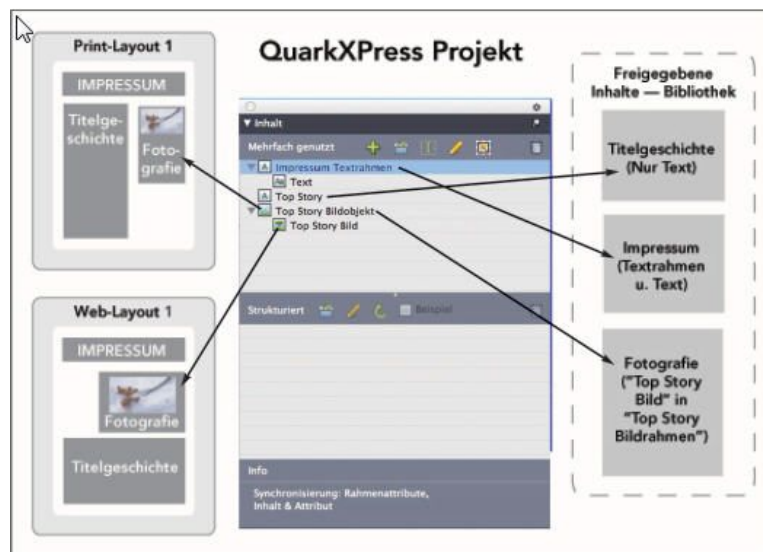 Print-Layout 1
IMPRESSUM
Titelge-
schichte
Foto-
grafie
Web-Layout 1
IMPRESSUM
Fotografie
Titelgeschichte
QuarkXPress Projekt
Inhalt
Mehrfach genutzt
Impressum Textrahmen
Text
Top Story
Top Story Bildobjekt
Top Story Bild
Strukturiert
Beispiel
Info
Synchronisierung: Rahmenattribute,
Inhalt & Attribut
Freigegebene
Inhalte — Bibliothek
Titelgeschichte
(Nur Text)
Impressum
(Textrahmen
u. Text)
Fotografie
("Top Story
Bild" in
"Top Story
Bildrahmen")